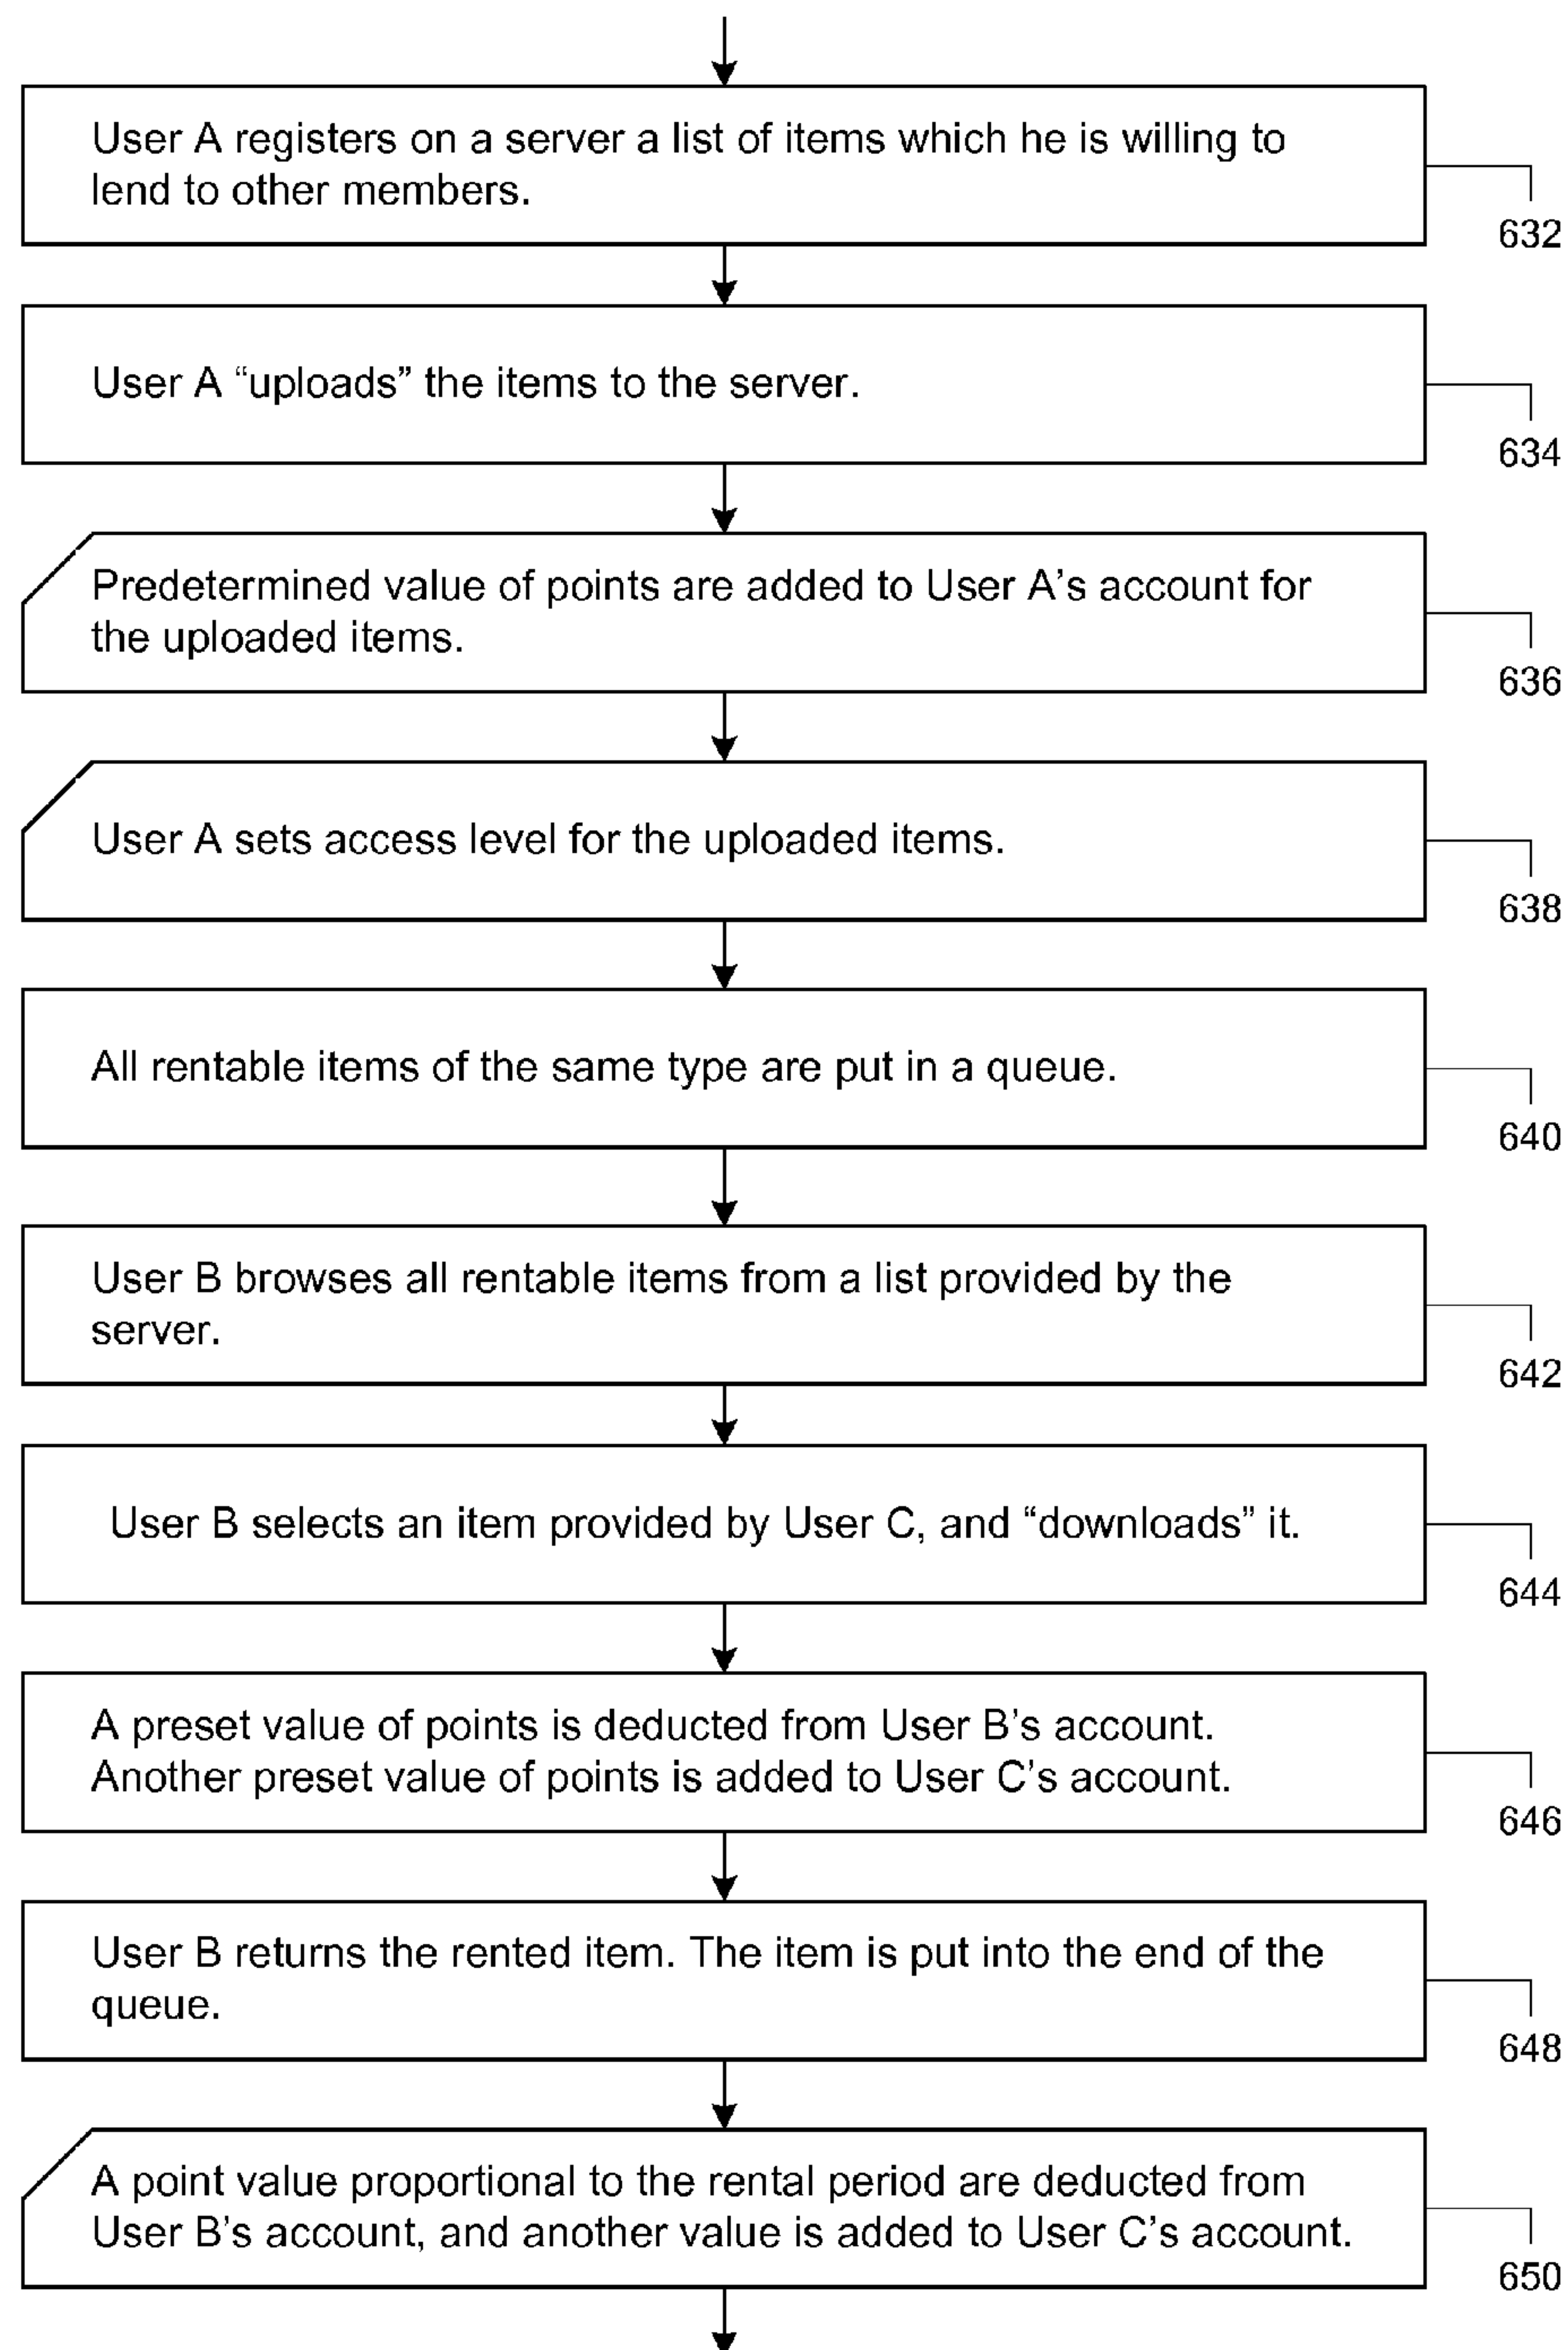 User A registers on a server a list of items which he is willing to
lend to other members.
632
User A “uploads” the items to the server.
634
Predetermined value of points are added to User A’s account for
the uploaded items.
636
User A sets access level for the uploaded items.
638
All rentable items of the same type are put in a queue.
640
User B browses all rentable items from a list provided by the
server.
642
User B selects an item provided by User C, and “downloads” it.
644
A preset value of points is deducted from User B’s account.
Another preset value of points is added to User C’s account.
646
User B returns the rented item. The item is put into the end of the
queue.
648
A point value proportional to the rental period are deducted from
User B’s account, and another value is added to User C’s account.
650